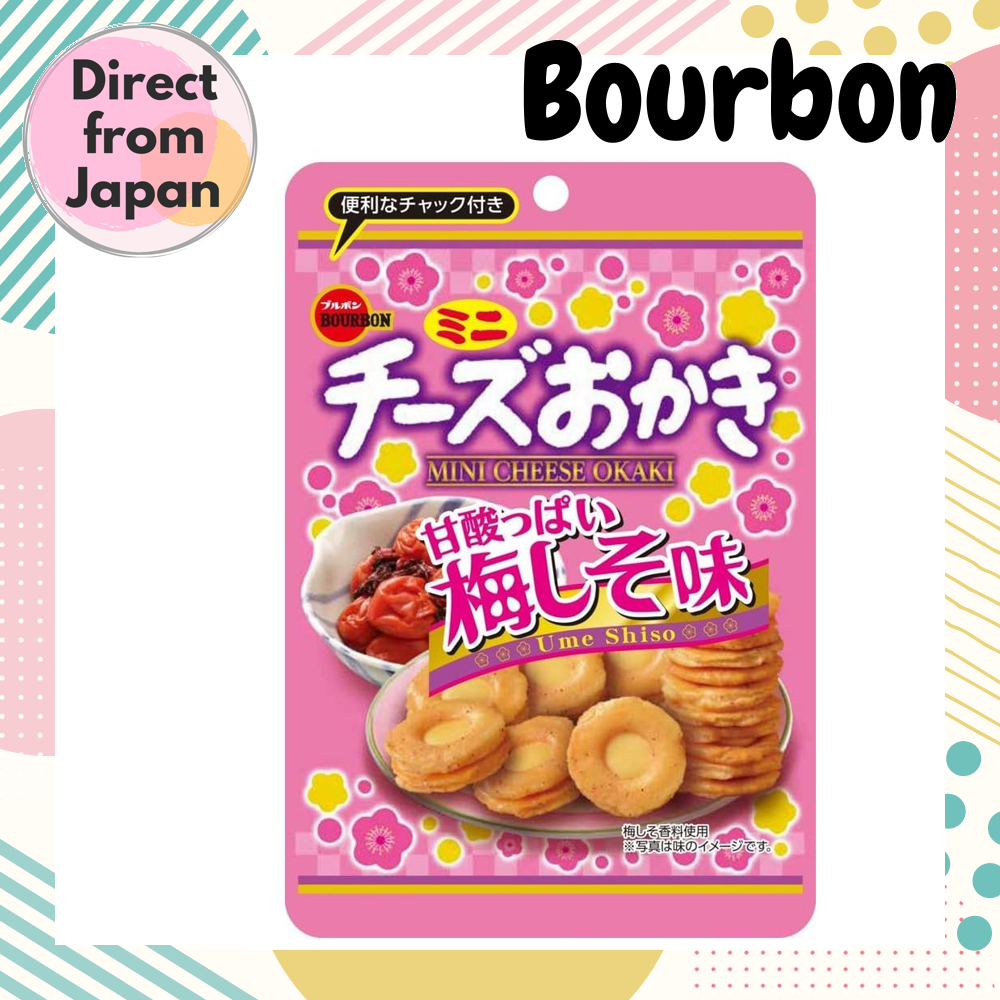 Direct
from
Japan
Bourbon
便利なチャック付き
ブルボン
BOURBON
ミニ
チーズおかき
MINI CHEESE OKAKI
甘酸っぱい
梅しそ味
Ume Shiso
梅しそ香料使用
※写真は味のイメージです。